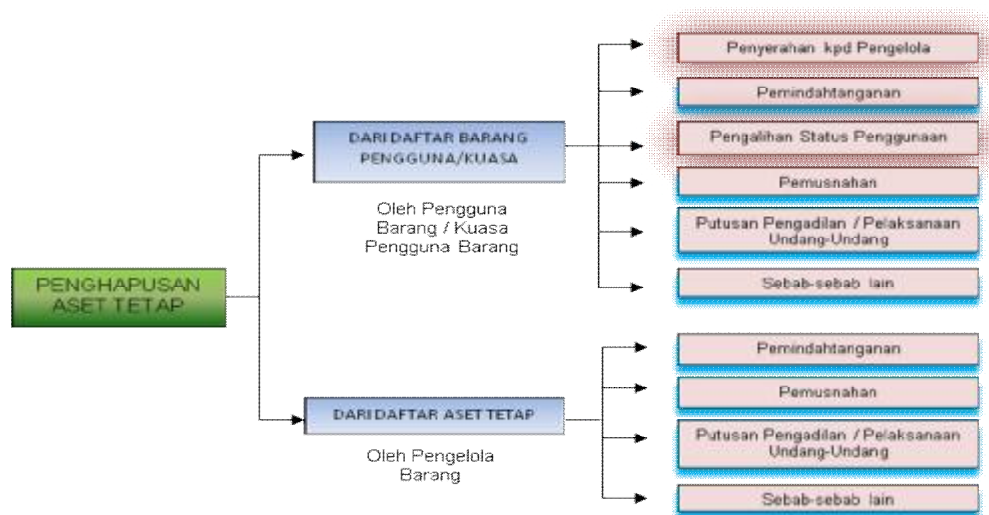 PENGHAPUSAN
ASET TETAP
DARI DAFTAR BARANG
PENGGUNA/KUASA
Oleh Pengguna
Barang / Kuasa
Pengguna Barang
Penyerahan kpd Pengelola
Pemindahtanganan
Pengalihan Status Penggunaan
Pemusnahan
Putusan Pengadilan / Pelaksanaan
Undang-Undang
Sebab-sebab lain
DARI DAFTAR ASET TETAP
Oleh Pengelola
Barang
Pemindahtanganan
Pemusnahan
Putusan Pengadilan / Pelaksanaan
Undang-Undang
Sebab-sebab lain